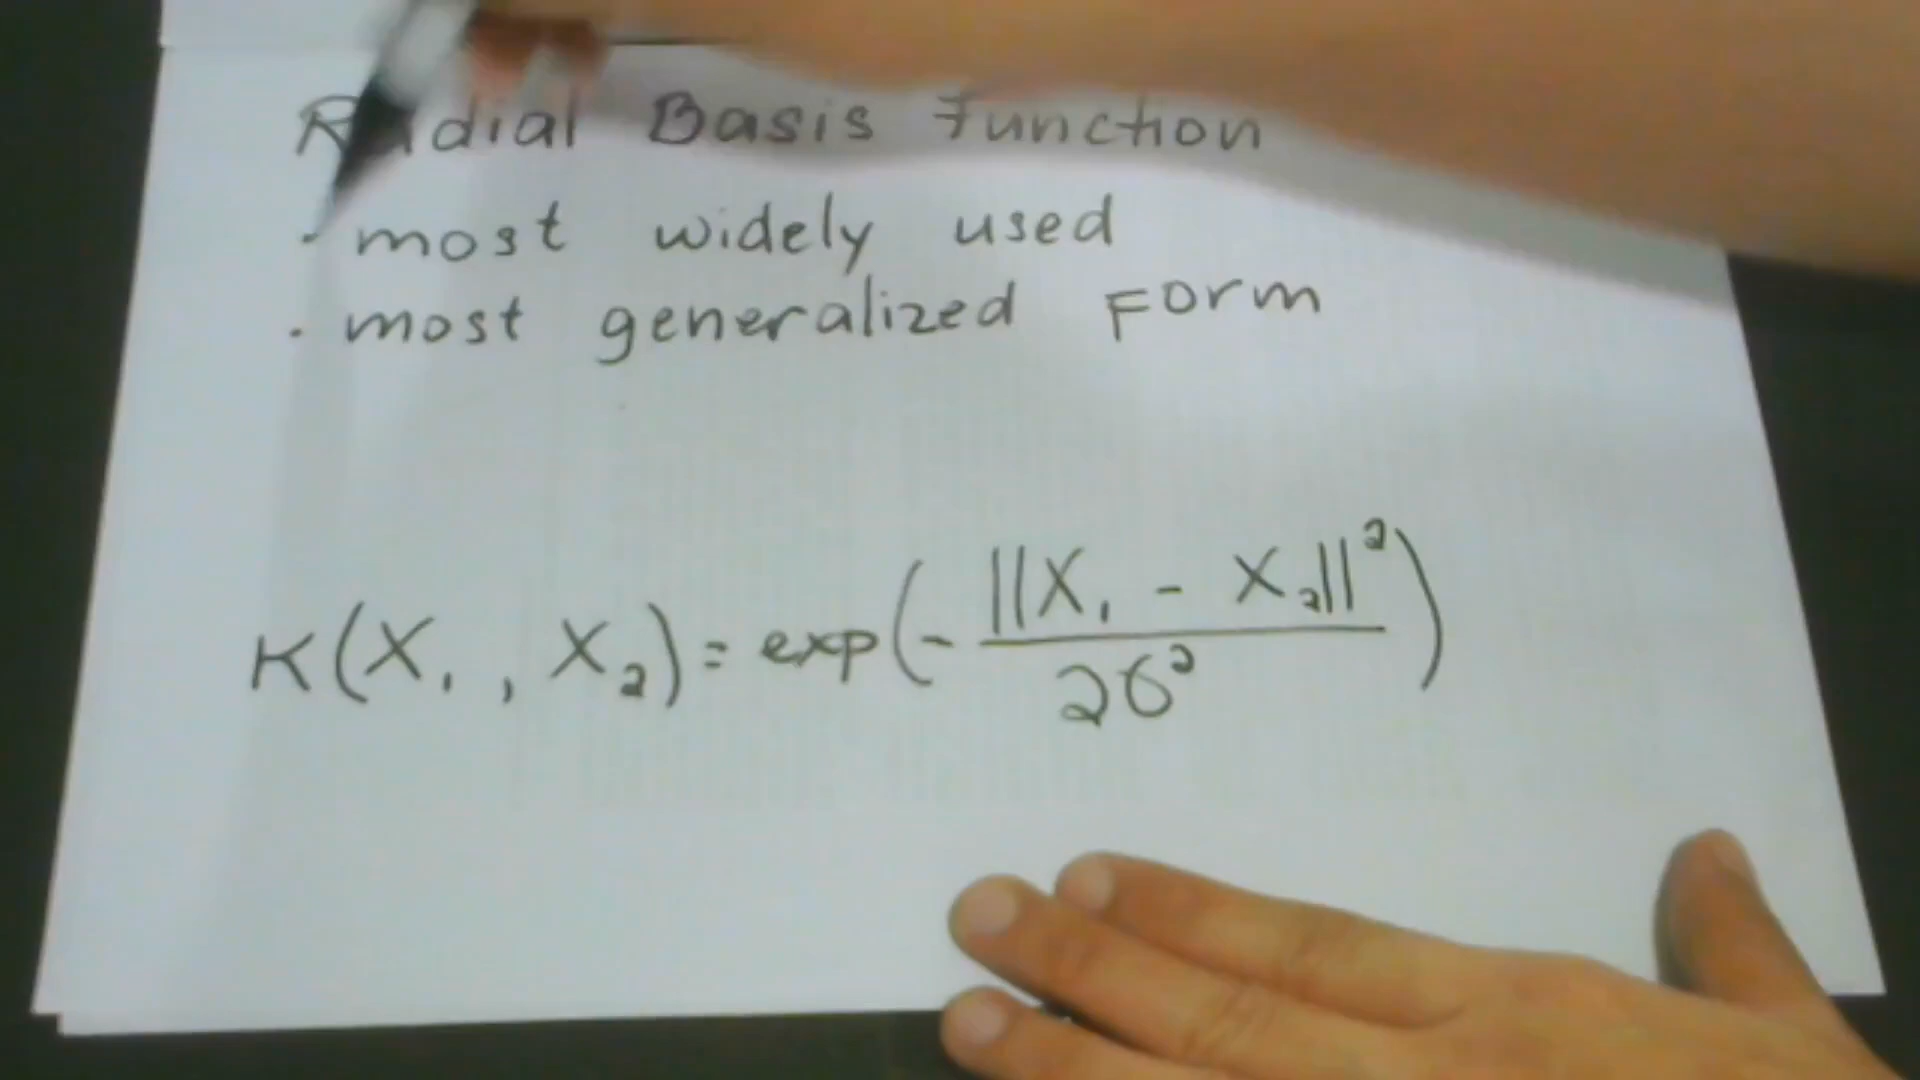 Radial Basis Function
· most widely used
· most generalized Form
K(X₁, X₂) = exp(- ||X₁ - X₂||² / 2σ²)